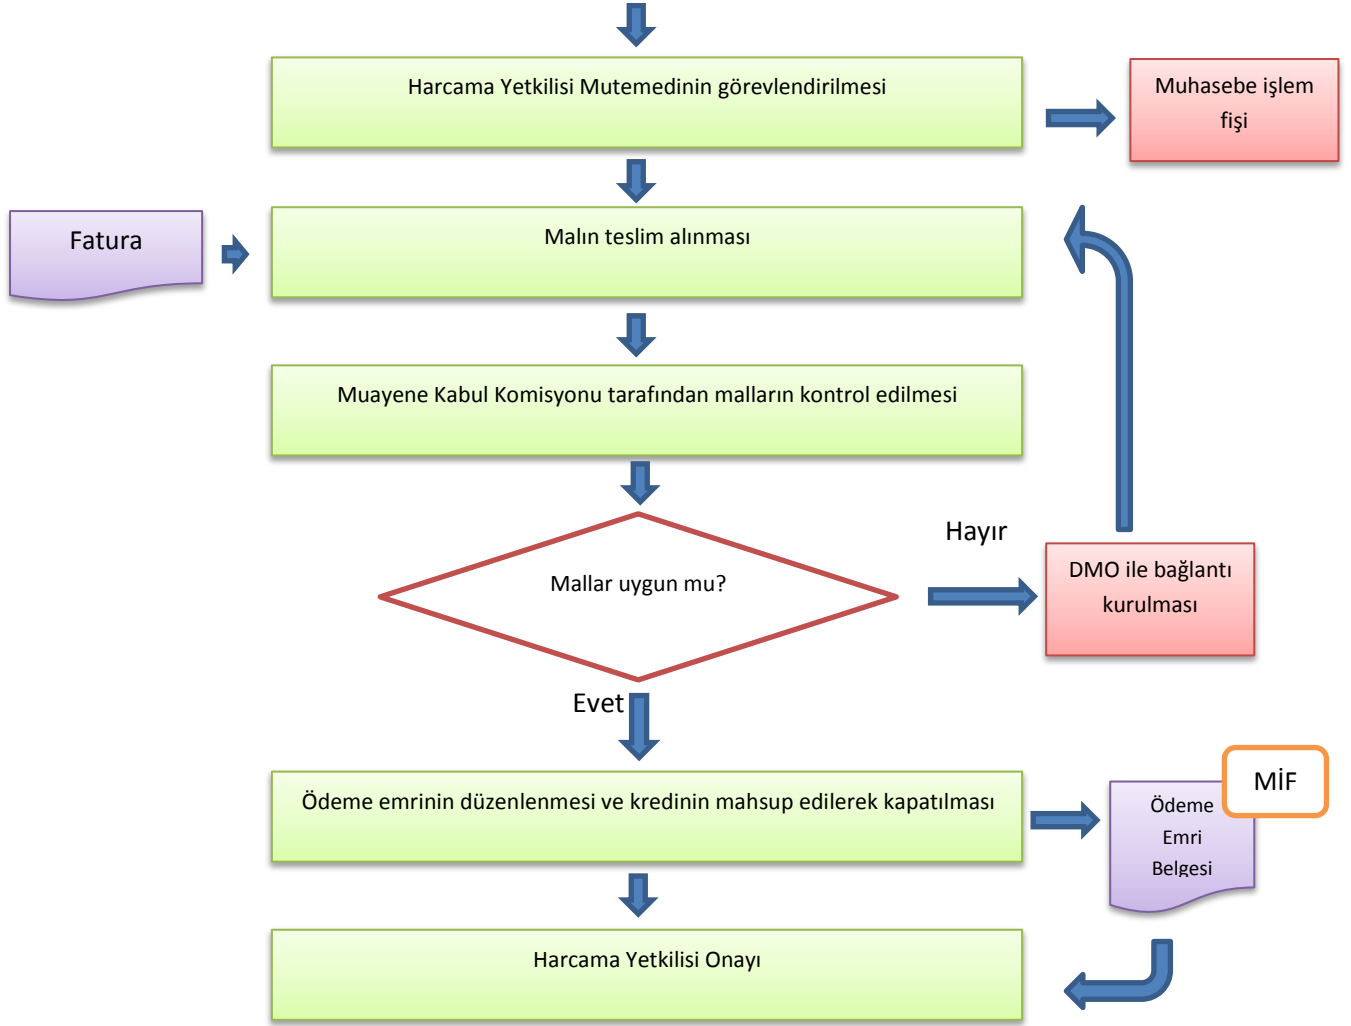 Harcama Yetkilisi Mutemedinin görevlendirilmesi
Muhasebe işlem
fişi
Fatura
Malın teslim alınması
Muayene Kabul Komisyonu tarafından malların kontrol edilmesi
Mallar uygun mu?
Hayır
DMO ile bağlantı
kurulması
Evet
Ödeme emrinin düzenlenmesi ve kredinin mahsup edilerek kapatılması
MİF
Ödeme
Emri
Belgesi
Harcama Yetkilisi Onayı